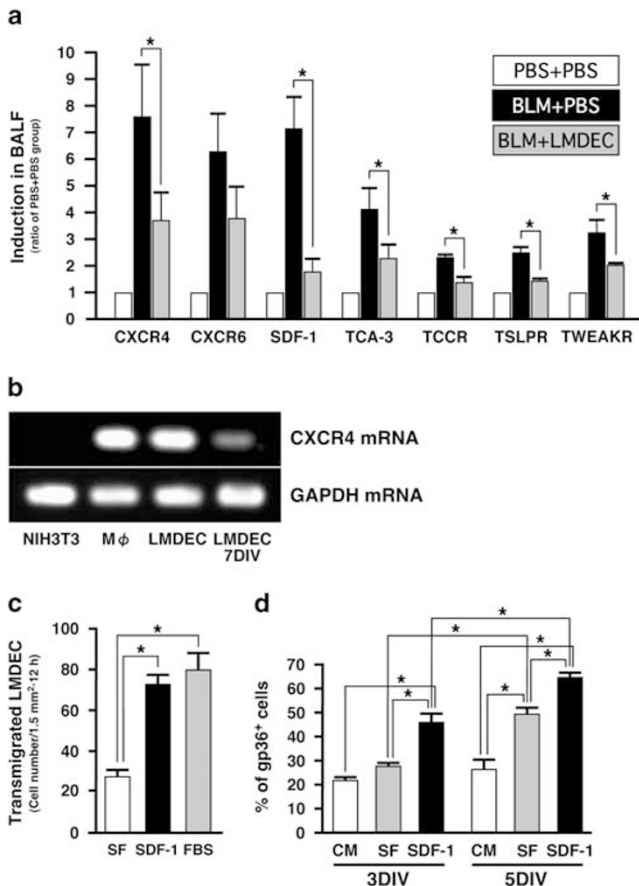 a
Induction in BALF
(ratio of PBS+PBS group)
10
9
8
7
6
5
4
3
2
1
* * * * * *
PBS+PBS
BLM+PBS
BLM+LMDEC
CXCR4 CXCR6 SDF-1 TCA-3 TCCR TSLPR TWEAKR
b
CXCR4 mRNA
GAPDH mRNA
NIH3T3 Mϕ LMDEC LMDEC
7DIV
c
Transmigrated LMDEC
(Cell number/1.5 mm²·12 h)
100
80
60
40
20
0
* *
SF SDF-1 FBS
d
% of gp36⁺ cells
70
60
50
40
30
20
10
0
* * * * * * *
CM SF SDF-1 CM SF SDF-1
3DIV 5DIV